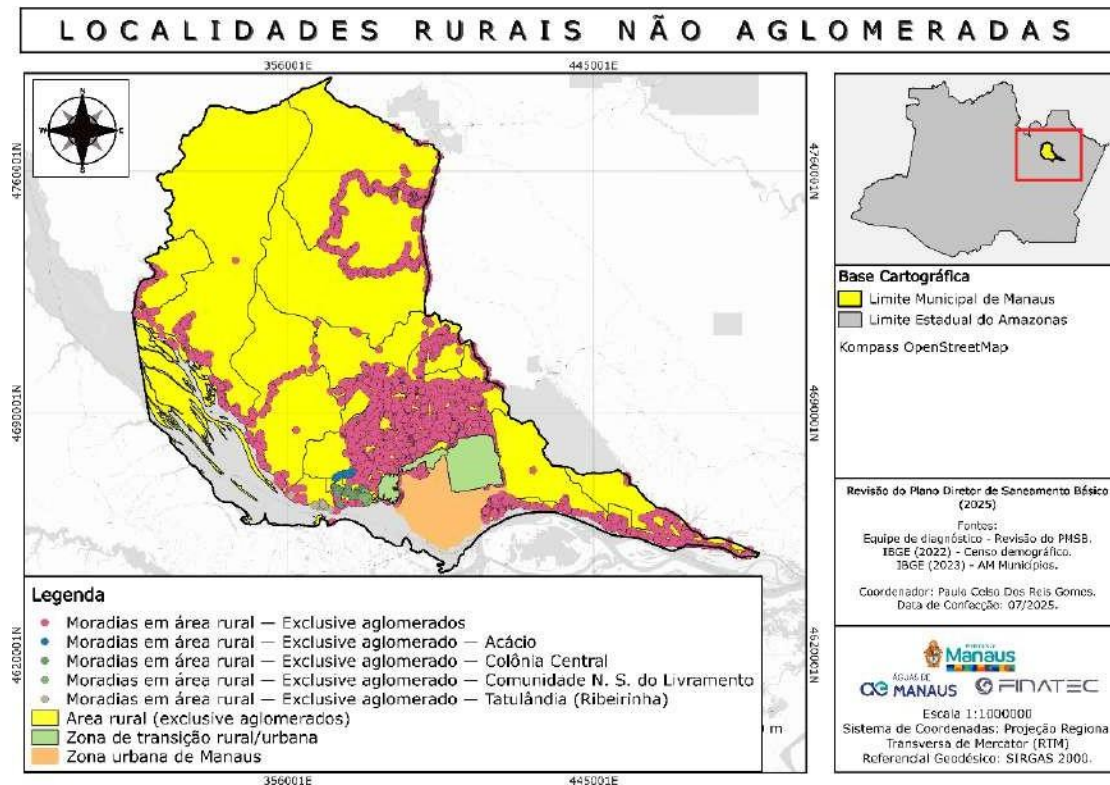 LOCALIDADES RURAIS NÃO AGLOMERADAS
356001E
445001E
4760001N
4760001N
4690001N
4690001N
4620001N
4620001N
356001E
445001E
Legenda
Moradias em área rural — Exclusive aglomerados
Moradias em área rural — Exclusive aglomerado — Acácio
Moradias em área rural — Exclusive aglomerado — Colônia Central
Moradias em área rural — Exclusive aglomerado — Comunidade N. S. do Livramento
Moradias em área rural — Exclusive aglomerado — Tatulândia (Ribeirinha)
Area rural (exclusive aglomerados)
Zona de transição rural/urbana
Zona urbana de Manaus
m
Base Cartográfica
Limite Municipal de Manaus
Limite Estadual do Amazonas
Kompass OpenStreetMap
Revisão do Plano Diretor de Saneamento Básico
(2025)
Fontes:
Equipe de diagnóstico - Revisão do PMSB.
IBGE (2022) - Censo demográfico.
IBGE (2023) - AM Municípios.
Coordenador: Paulo Celso Dos Reis Gomes.
Data de Confecção: 07/2025.
Manaus
ÁGUAS DE
MANAUS
FINATEC
Escala 1:1000000
Sistema de Coordenadas: Projeção Regiona
Transversa de Mercator (RTM)
Referencial Geodésico: SIRGAS 2000.